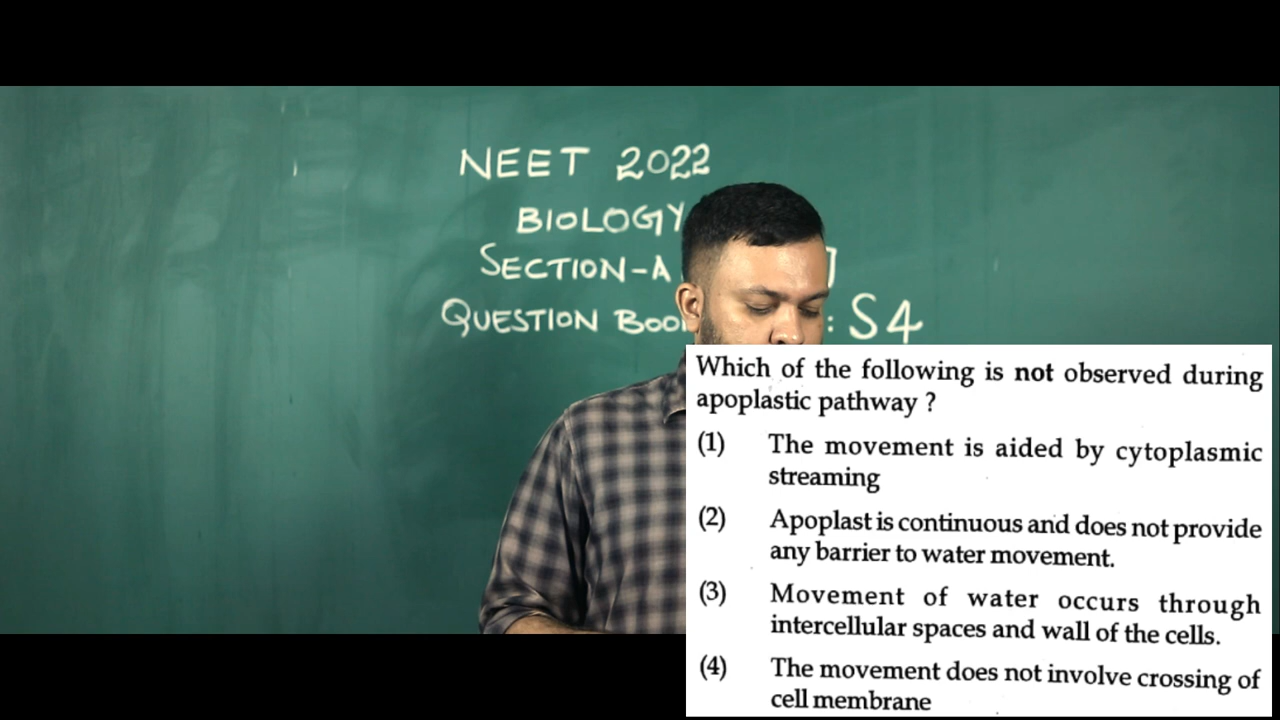 NEET 2022
BIOLOGY
SECTION-A
QUESTION : S4
Which of the following is not observed during
apoplastic pathway ?
(1) The movement is aided by cytoplasmic
streaming
(2) Apoplast is continuous and does not provide
any barrier to water movement.
(3) Movement of water occurs through
intercellular spaces and wall of the cells.
(4) The movement does not involve crossing of
cell membrane